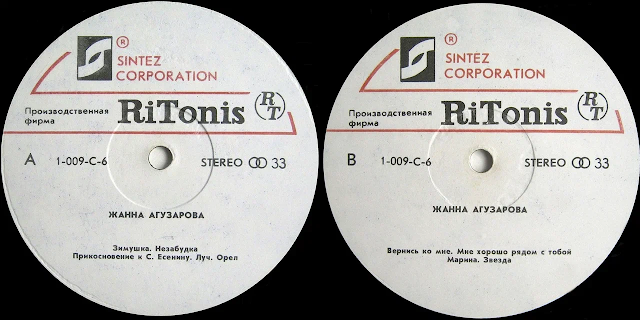 ®
SINTEZ
CORPORATION
Производственная
фирма
RiTonis
RT
A
1-009-C-6
STEREO
33
ЖАННА АГУЗАРОВА
Зимушка. Незабудка
Прикосновение к С. Есенину. Луч. Орел
®
SINTEZ
CORPORATION
Производственная
фирма
RiTonis
RT
B
1-009-C-6
STEREO
33
ЖАННА АГУЗАРОВА
Вернись ко мне. Мне хорошо рядом с тобой
Марина. Звезда